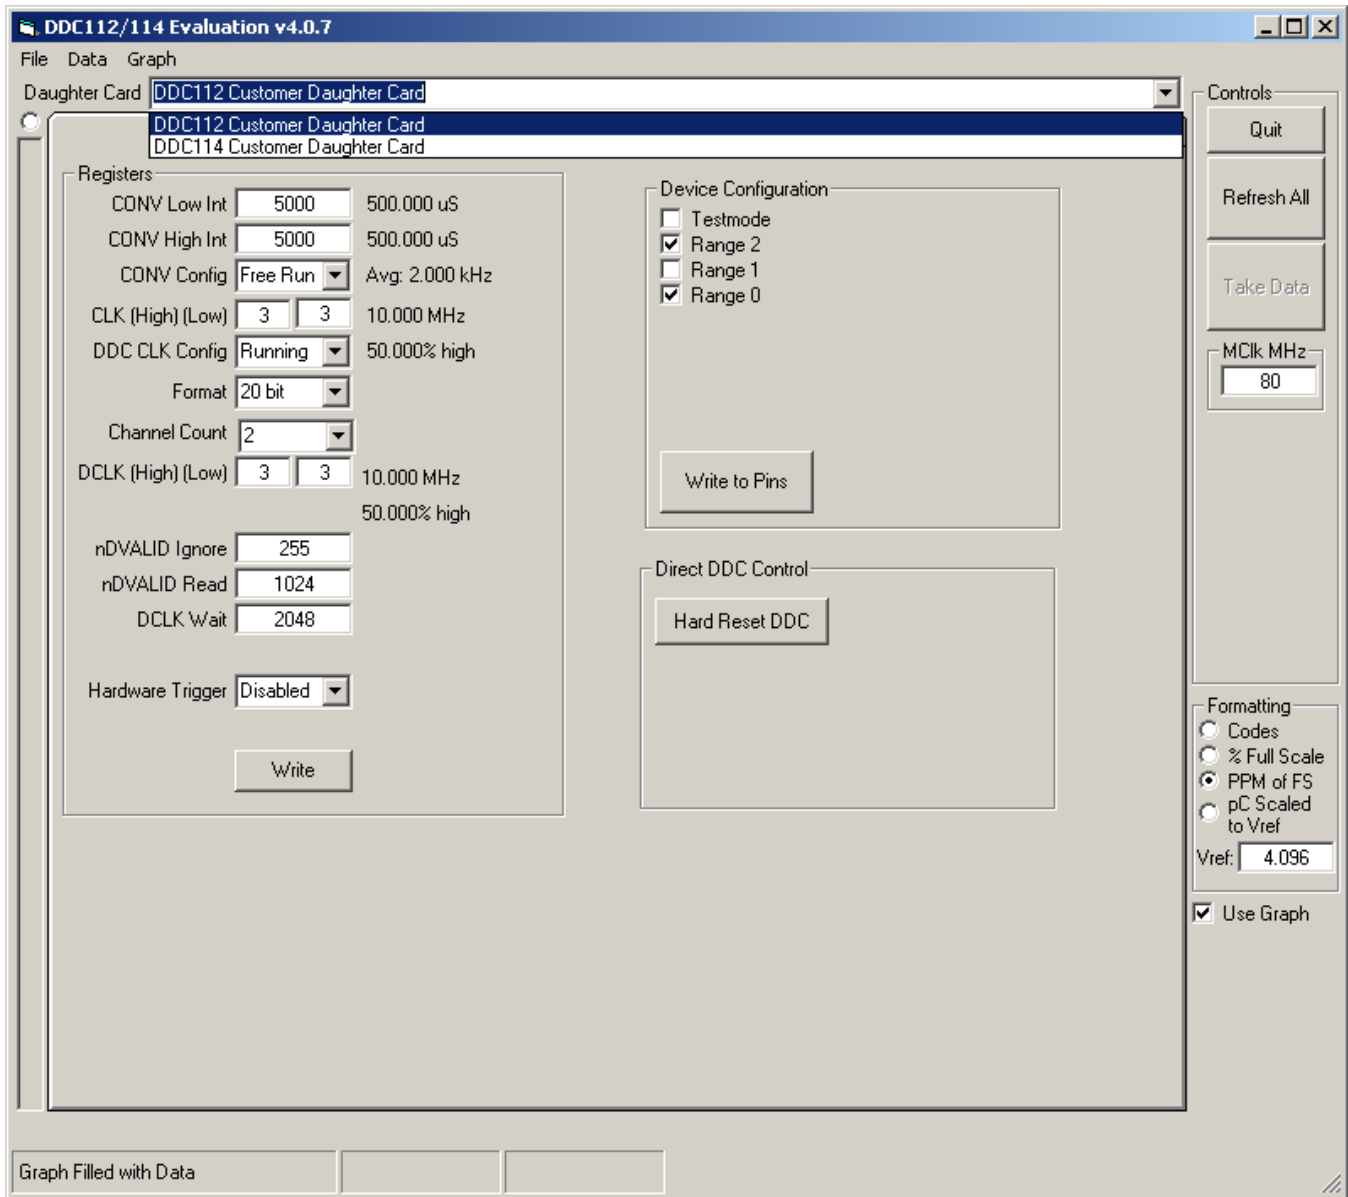 DDC112/114 Evaluation v4.0.7
File Data Graph
Daughter Card DDC112 Customer Daughter Card
DDC112 Customer Daughter Card
DDC114 Customer Daughter Card
Registers
CONV Low Int 5000 500.000 uS
CONV High Int 5000 500.000 uS
CONV Config Free Run Avg: 2.000 kHz
CLK (High) (Low) 3 3 10.000 MHz
DDC CLK Config Running 50.000% high
Format 20 bit
Channel Count 2
DCLK (High) (Low) 3 3 10.000 MHz
50.000% high
nDVALID Ignore 255
nDVALID Read 1024
DCLK Wait 2048
Hardware Trigger Disabled
Write
Device Configuration
Testmode
Range 2
Range 1
Range 0
Write to Pins
Direct DDC Control
Hard Reset DDC
Controls
Quit
Refresh All
Take Data
MClk MHz
80
Formatting
Codes
% Full Scale
PPM of FS
pC Scaled
to Vref
Vref: 4.096
Use Graph
Graph Filled with Data